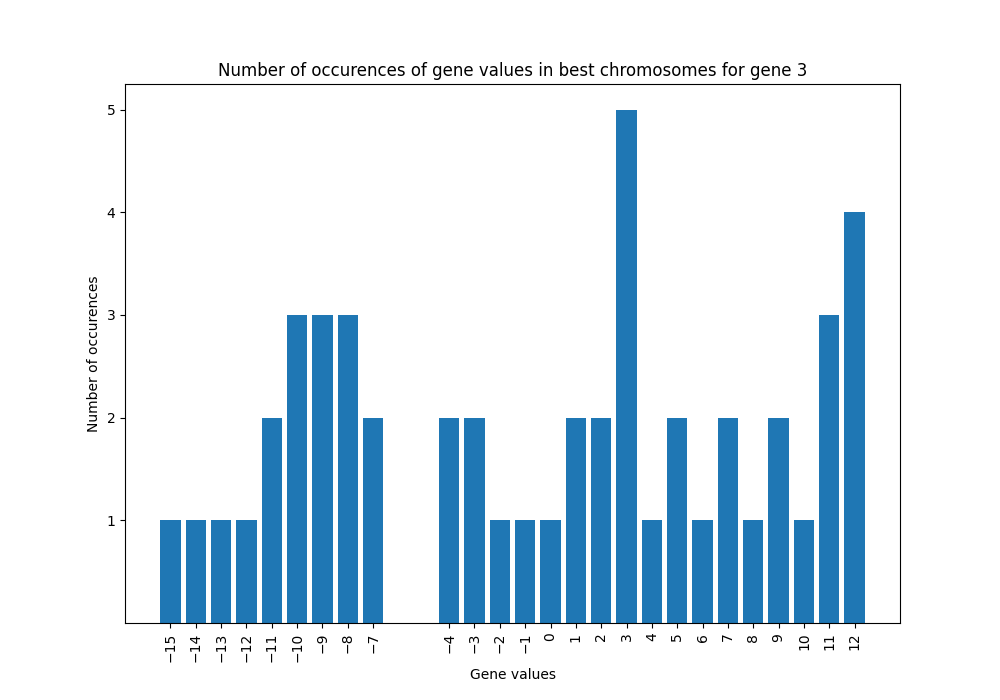 Number of occurences of gene values in best chromosomes for gene 3
Number of occurences
5
4
3
2
1
−15 −14 −13 −12 −11 −10 −9 −8 −7 −4 −3 −2 −1 0 1 2 3 4 5 6 7 8 9 10 11 12
Gene values